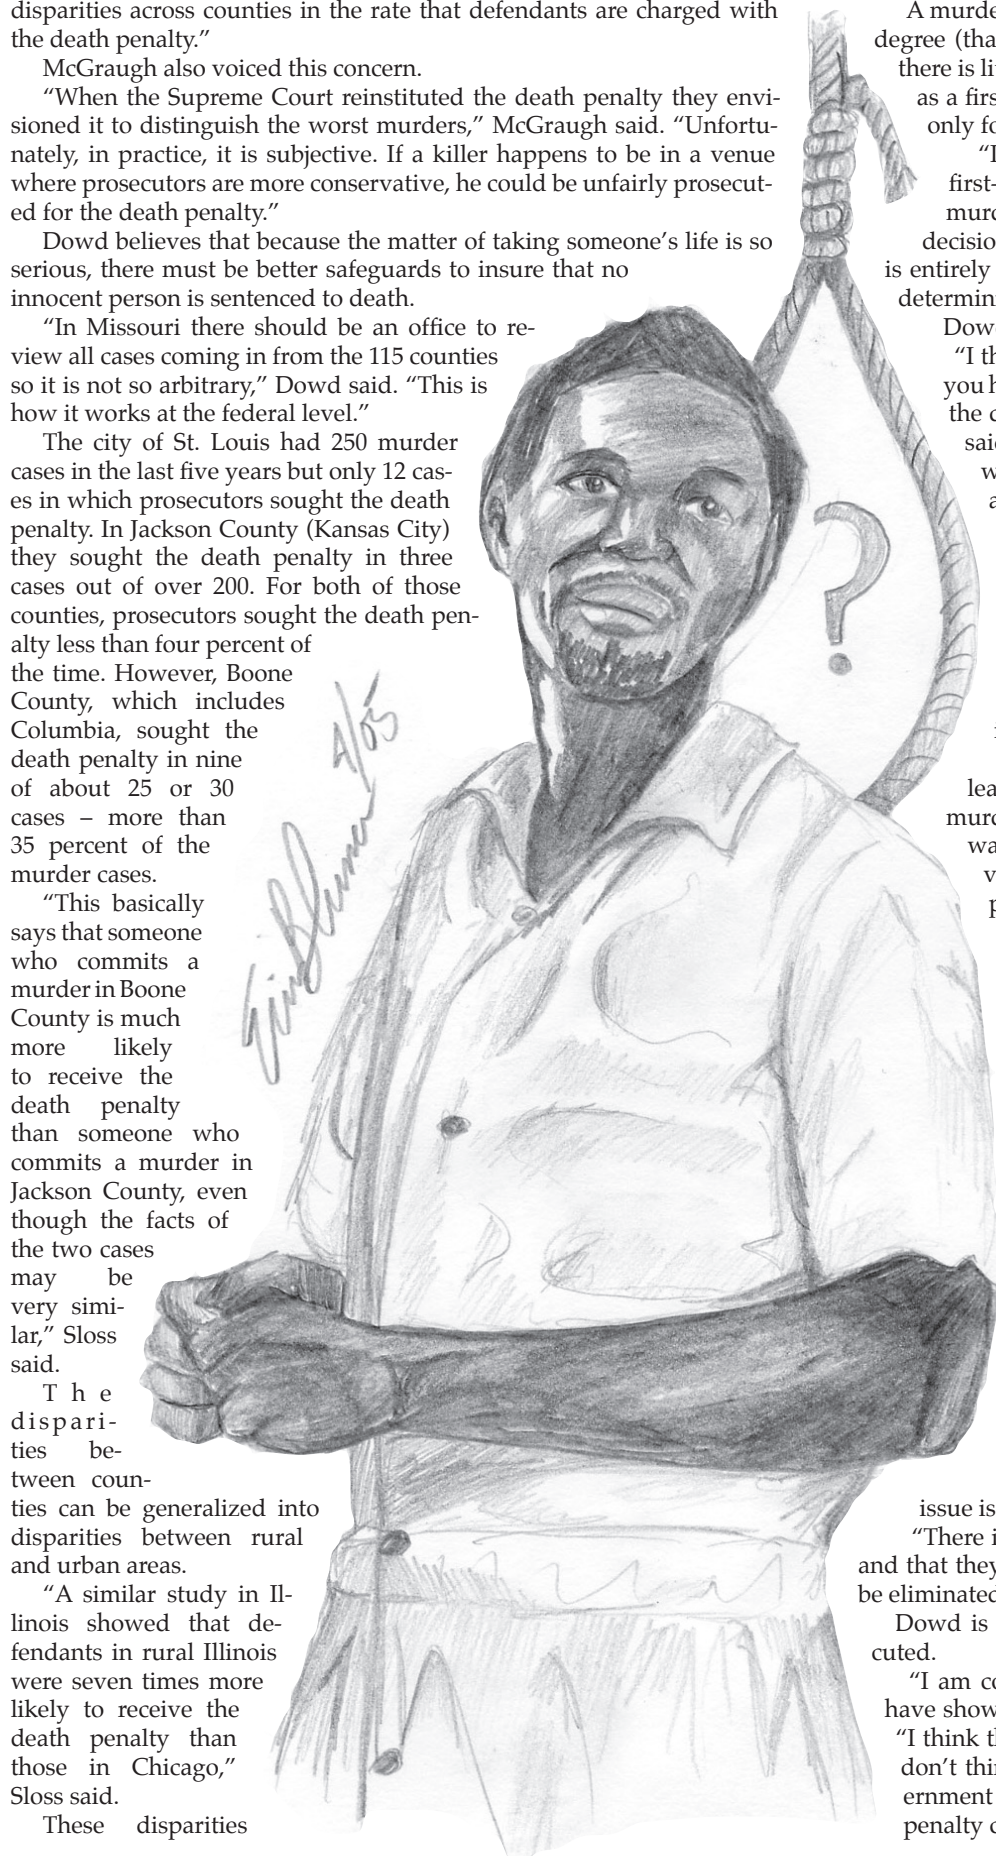 disparities across counties in the rate that defendants are charged with
the death penalty.”
McGraugh also voiced this concern.
“When the Supreme Court reinstituted the death penalty they envi-
sioned it to distinguish the worst murders,” McGraugh said. “Unfortu-
nately, in practice, it is subjective. If a killer happens to be in a venue
where prosecutors are more conservative, he could be unfairly prosecut-
ed for the death penalty.”
Dowd believes that because the matter of taking someone’s life is so
serious, there must be better safeguards to insure that no
innocent person is sentenced to death.
“In Missouri there should be an office to re-
view all cases coming in from the 115 counties
so it is not so arbitrary,” Dowd said. “This is
how it works at the federal level.”
The city of St. Louis had 250 murder
cases in the last five years but only 12 cas-
es in which prosecutors sought the death
penalty. In Jackson County (Kansas City)
they sought the death penalty in three
cases out of over 200. For both of those
counties, prosecutors sought the death pen-
alty less than four percent of
the time. However, Boone
County, which includes
Columbia, sought the
death penalty in nine
of about 25 or 30
cases – more than
35 percent of the
murder cases.
“This basically
says that someone
who commits a
murder in Boone
County is much
more likely
to receive the
death penalty
than someone who
commits a murder in
Jackson County, even
though the facts of
the two cases
may be
very simi-
lar,” Sloss
said.
The
dispari-
ties be-
tween coun-
ties can be generalized into
disparities between rural
and urban areas.
“A similar study in Il-
linois showed that de-
fendants in rural Illinois
were seven times more
likely to receive the
death penalty than
those in Chicago,”
Sloss said.
These disparities
?
4/05
A murde
degree (tha
there is li
as a firs
only fo
“I
first-
murd
decisio
is entirely
determin
Dow
“I th
you h
the d
said
w
a
lea
murd
wa
v
p
issue is
“There i
and that they
be eliminated
Dowd is
cuted.
“I am co
have show
“I think th
don’t thin
ernment
penalty c